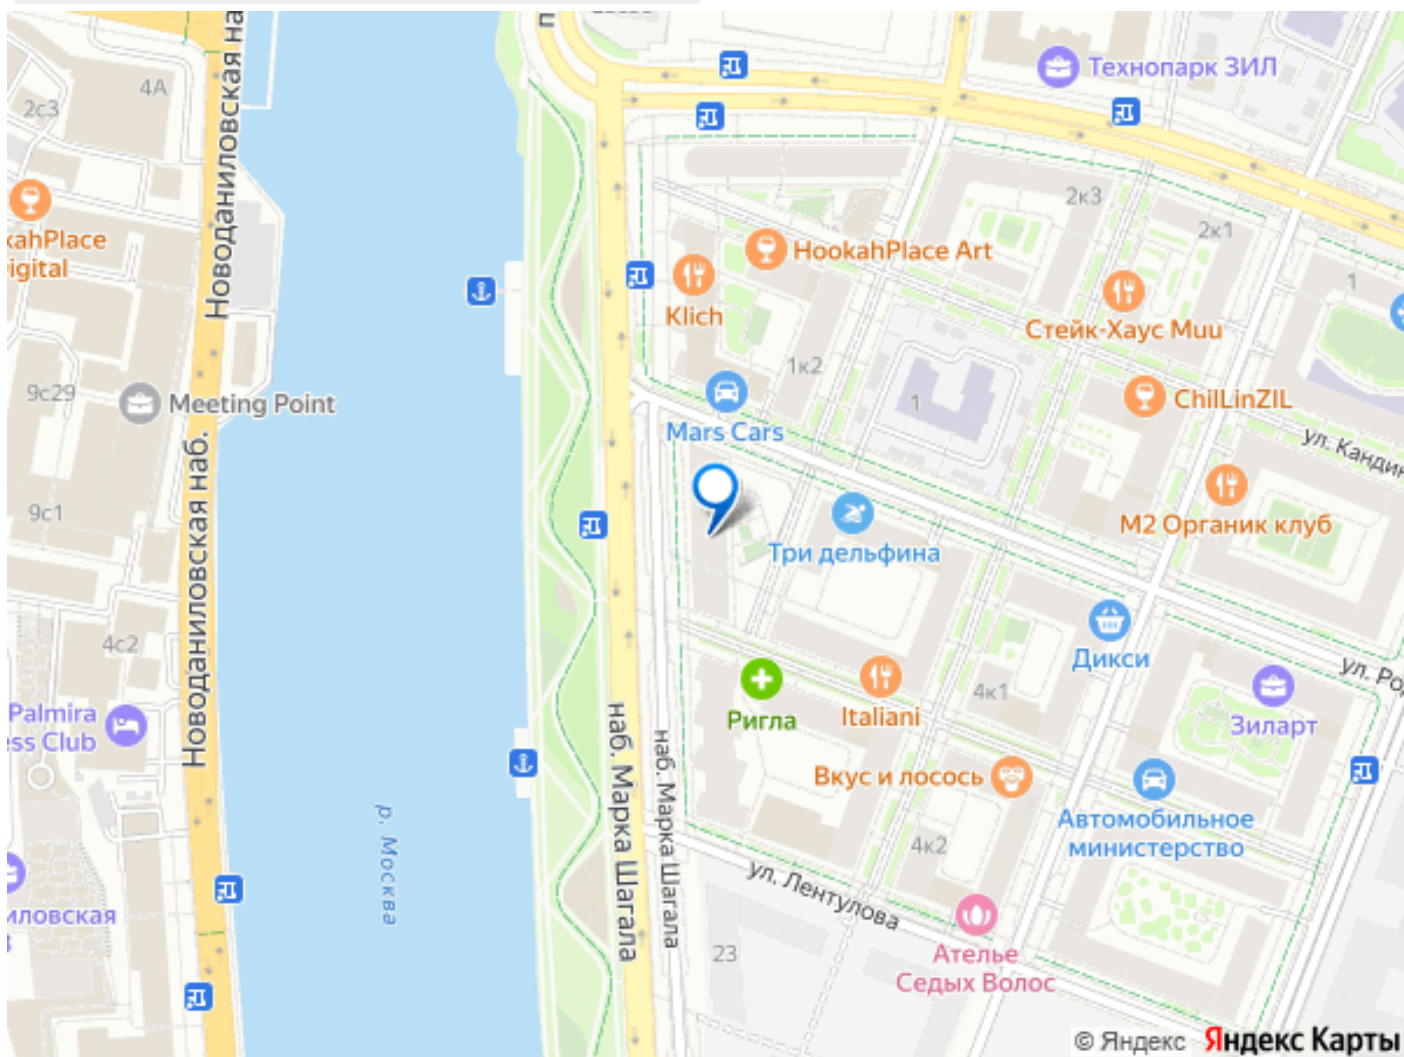 Новоданиловская наб.
4А
2с3
Технопарк ЗИЛ
2к3
2к1
HookahPlace Art
kahPlace
igital
Klich
Стейк-Хаус Muu
1
1к2
9с29
Meeting Point
1
ChilLinZIL
Mars Cars
ул. Кандин
Новоданиловская наб.
9с1
М2 Органик клуб
Три дельфина
4с2
Дикси
ул. Ро
4к1
Ригла
Italiani
Зиларт
Palmira
ss Club
наб. Марка Шагала
наб. Марка Шагала
Вкус и лосось
Автомобильное
министерство
р. Москва
4к2
ул. Лентулова
иловская
23
Ателье
Седых Волос
© Яндекс Яндекс Карты